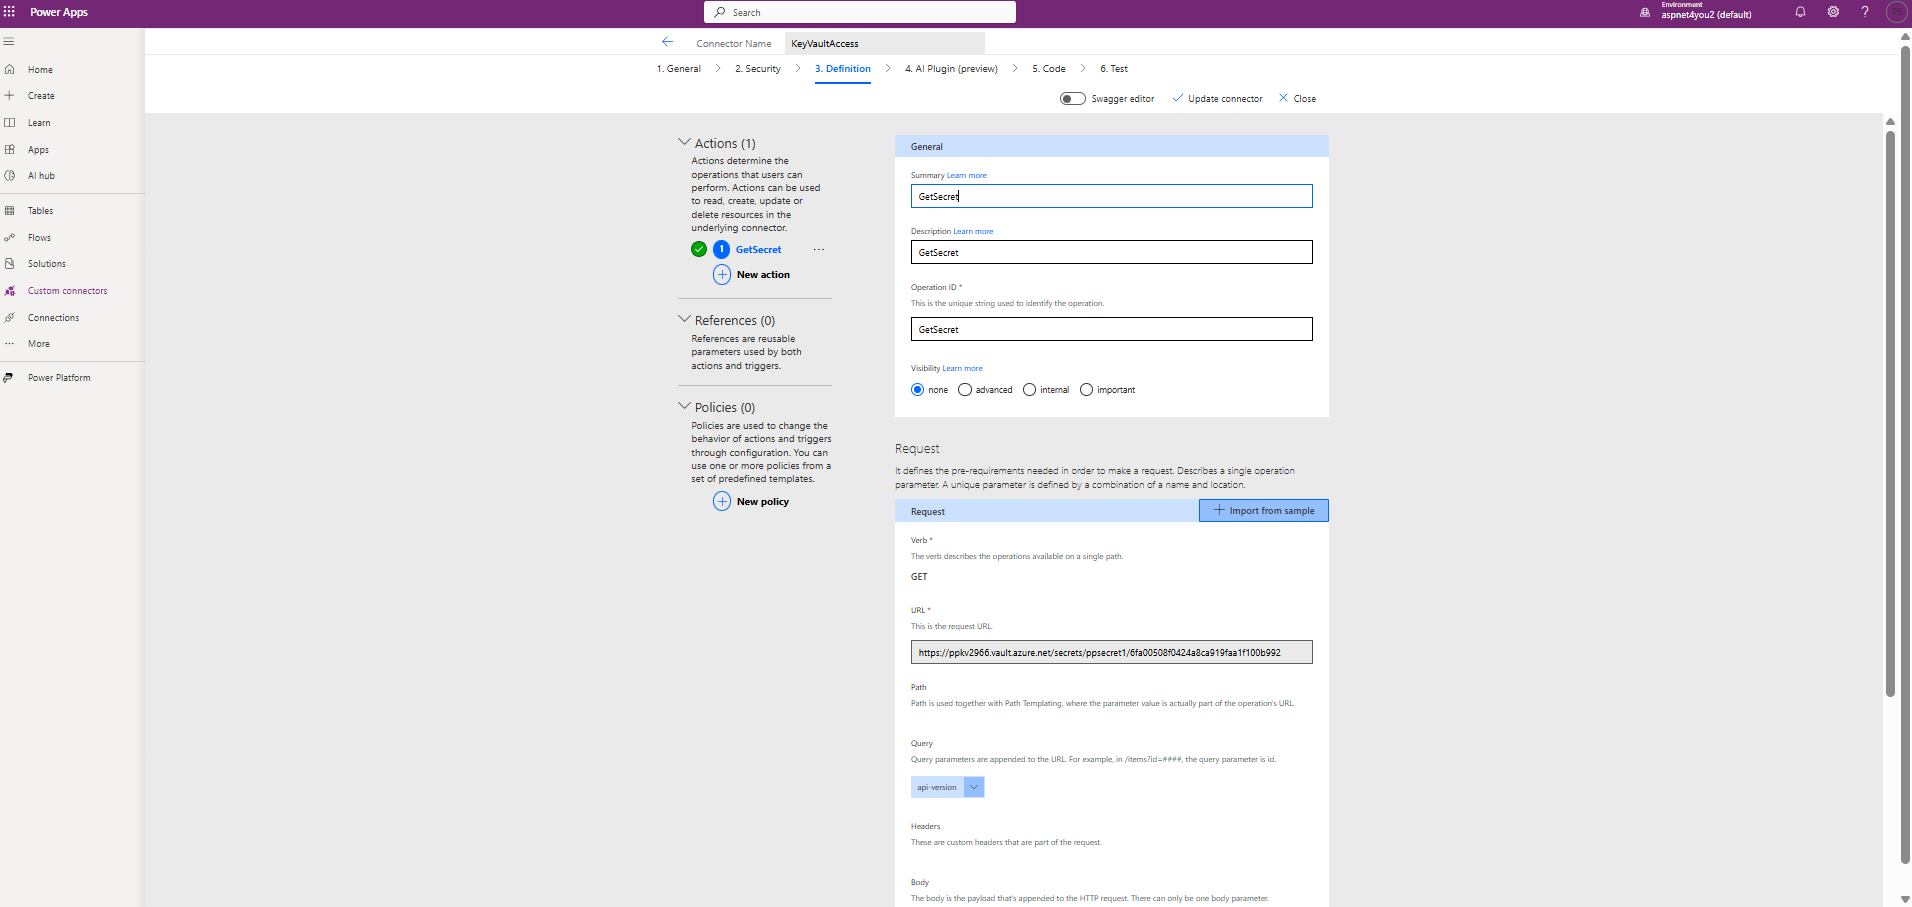 Power Apps
Search
Environment
aspnet4you2 (default)
Home
Create
Learn
Apps
AI hub
Tables
Flows
Solutions
Custom connectors
Connections
More
Power Platform
Connector Name KeyVaultAccess
1. General 2. Security 3. Definition 4. AI Plugin (preview) 5. Code 6. Test
Swagger editor Update connector Close
Actions (1)
Actions determine the
operations that users can
perform. Actions can be used
to read, create, update or
delete resources in the
underlying connector.
1 GetSecret ...
New action
References (0)
References are reusable
parameters used by both
actions and triggers.
Policies (0)
Policies are used to change the
behavior of actions and triggers
through configuration. You can
use one or more policies from a
set of predefined templates.
New policy
General
Summary Learn more
GetSecret
Description Learn more
GetSecret
Operation ID *
This is the unique string used to identify the operation.
GetSecret
Visibility Learn more
none advanced internal important
Request
It defines the pre-requirements needed in order to make a request. Describes a single operation
parameter. A unique parameter is defined by a combination of a name and location.
Request Import from sample
Verb *
The verb describes the operations available on a single path.
GET
URL *
This is the request URL.
https://ppkv2966.vault.azure.net/secrets/ppsecret1/6fa00508f0424a8ca919faa1f100b992
Path
Path is used together with Path Templating, where the parameter value is actually part of the operation's URL.
Query
Query parameters are appended to the URL. For example, in /items?id=####, the query parameter is id.
api-version
Headers
These are custom headers that are part of the request.
Body
The body is the payload that's appended to the HTTP request. There can only be one body parameter.